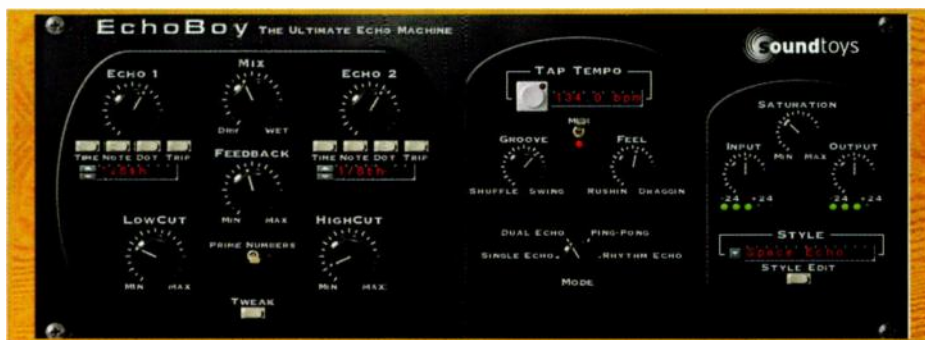 EchoBoy The Ultimate Echo Machine
soundtoys
Echo 1
Mix
Echo 2
Dry Wet
Time Note Dot Trip
Time Note Dot Trip
1/8th
Feedback
Min Max
LowCut
HighCut
Min Max
Min Max
Prime Numbers
Tweak
Tap Tempo
134.0 bpm
MIDI
Groove
Feel
Shuffle Swing
Rushin Draggin
Dual Echo
Ping-Pong
Single Echo
Rhythm Echo
Mode
Saturation
Min Max
Input
Output
-24 +24
-24 +24
Style
Space Echo
Style Edit